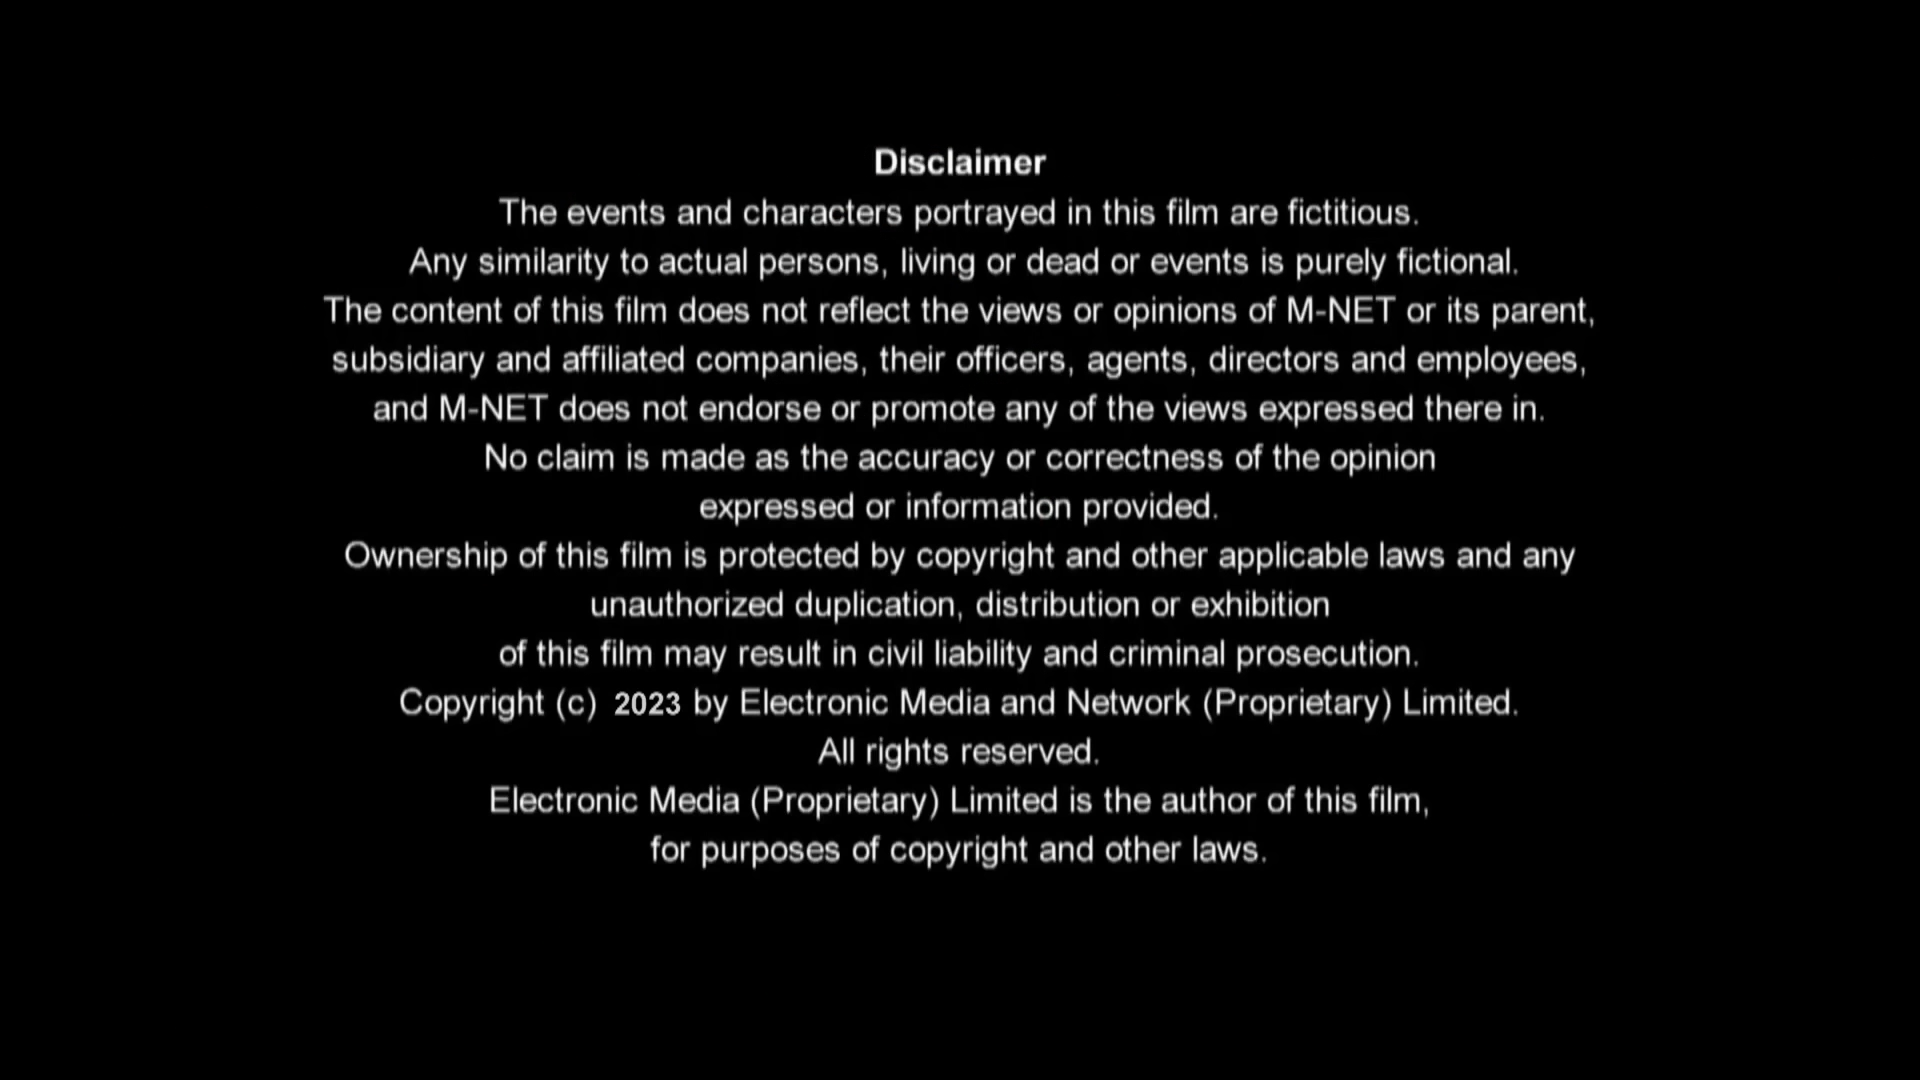 Disclaimer
The events and characters portrayed in this film are fictitious.
Any similarity to actual persons, living or dead or events is purely fictional.
The content of this film does not reflect the views or opinions of M-NET or its parent,
subsidiary and affiliated companies, their officers, agents, directors and employees,
and M-NET does not endorse or promote any of the views expressed there in.
No claim is made as the accuracy or correctness of the opinion
expressed or information provided.
Ownership of this film is protected by copyright and other applicable laws and any
unauthorized duplication, distribution or exhibition
of this film may result in civil liability and criminal prosecution.
Copyright (c) 2023 by Electronic Media and Network (Proprietary) Limited.
All rights reserved.
Electronic Media (Proprietary) Limited is the author of this film,
for purposes of copyright and other laws.